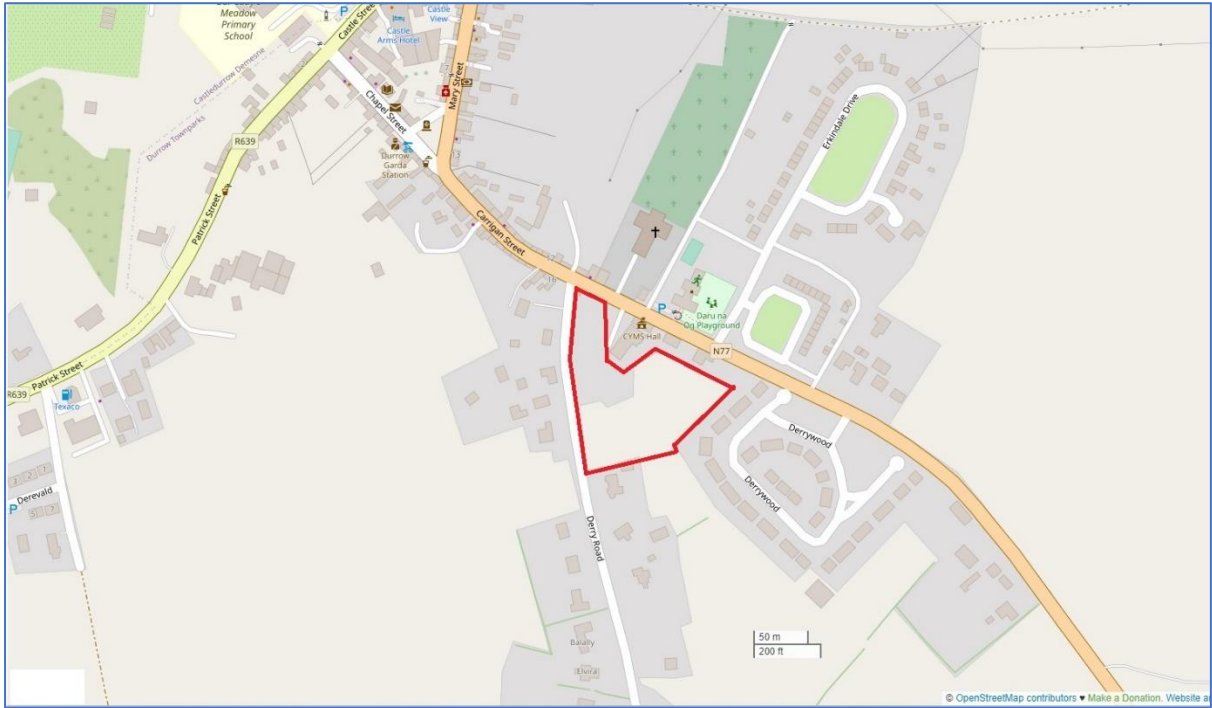 Meadow
Primary
School
P
Castle Street
Castle
View
Castle
Arms Hotel
Mary Street
Castledurrow Demesne
Durrow Townparks
Chapel Street
R639
Durrow
Garda
Station
Patrick Street
Erkindale Drive
Carrigan Street
16
P
Daru na
Og Playground
CYMS Hall
N77
Patrick Street
R639
Texaco
Derrywood
Derrywood
Derevald
P
Derry Road
Balally
Elvira
50 m
200 ft
© OpenStreetMap contributors ♥ Make a Donation. Website a